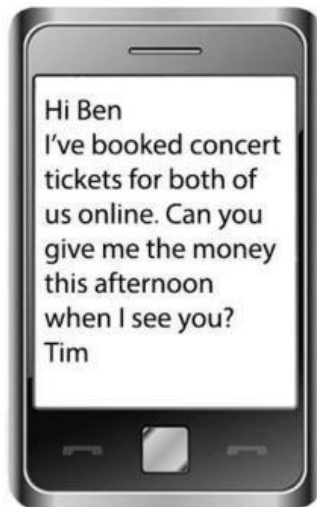 Hi Ben
I've booked concert
tickets for both of
us online. Can you
give me the money
this afternoon
when I see you?
Tim